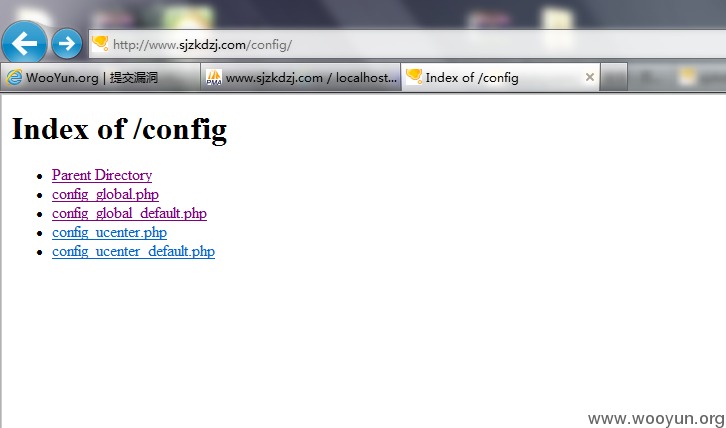 http://www.sjzkdzj.com/config/
WooYun.org | 提交漏洞
www.sjzkdzj.com / localhost...
Index of /config
Index of /config
Parent Directory
config_global.php
config_global_default.php
config_ucenter.php
config_ucenter_default.php
www.wooyun.org